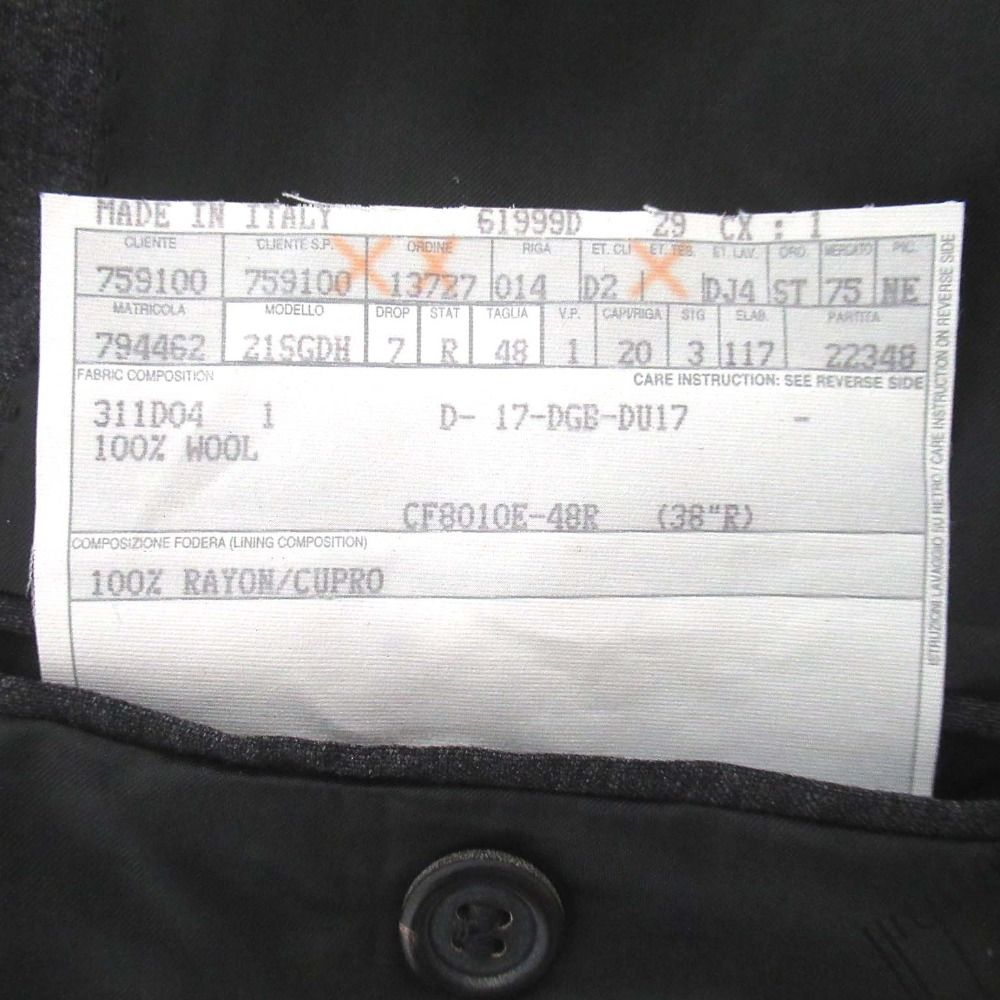 MADE IN ITALY 61999D 29 CX : 1
CLIENTE CLIENTE S.P. ORDINE RIGA ET. CLI ET. TES. ET. LAV. ORD. MERCATO PIC.
759100 759100 13727 014 D2 DJ4 ST 75 NE
MATRICOLA MODELLO DROP STAT TAGLIA V.P. CAPI/RIGA SIG ELAB. PARTITA
794462 21SGDH 7 R 48 1 20 3 117 22348
FABRIC COMPOSITION CARE INSTRUCTION: SEE REVERSE SIDE
311D04 1 D- 17-DGB-DU17 -
100% WOOL
CF8010E-48R (38"R)
COMPOSIZIONE FODERA (LINING COMPOSITION)
100% RAYON/CUPRO
ISTRUZIONI LAVAGGIO SU RETRO / CARE INSTRUCTION ON REVERSE SIDE